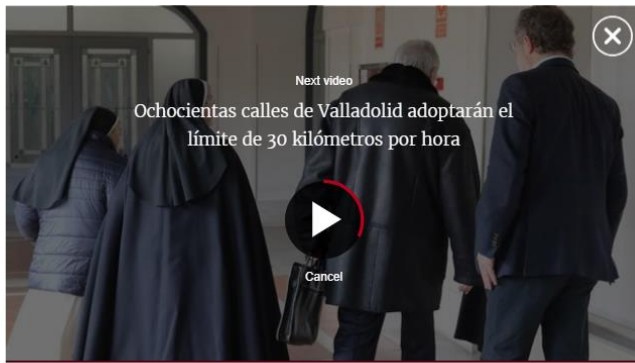 Next video
Ochocientas calles de Valladolid adoptarán el
límite de 30 kilómetros por hora
Cancel